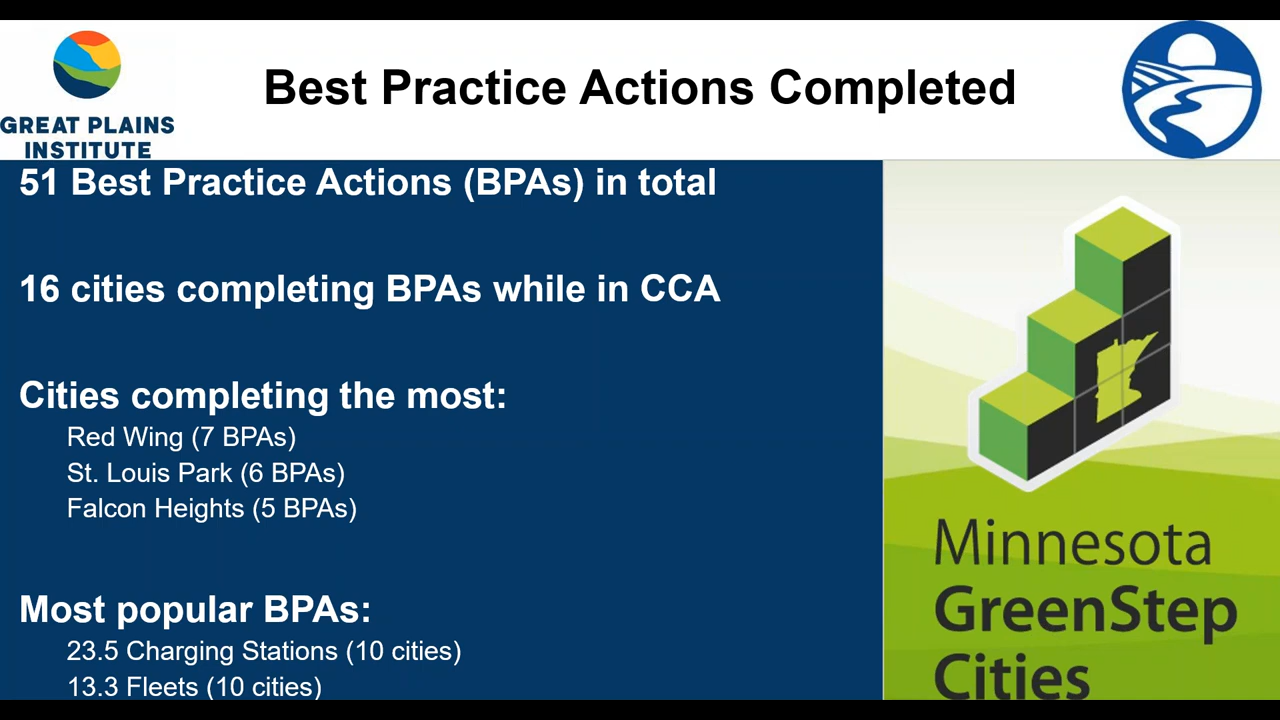 GREAT PLAINS
INSTITUTE
Best Practice Actions Completed
51 Best Practice Actions (BPAs) in total
16 cities completing BPAs while in CCA
Cities completing the most:
Red Wing (7 BPAs)
St. Louis Park (6 BPAs)
Falcon Heights (5 BPAs)
Most popular BPAs:
23.5 Charging Stations (10 cities)
13.3 Fleets (10 cities)
Minnesota
GreenStep
Cities